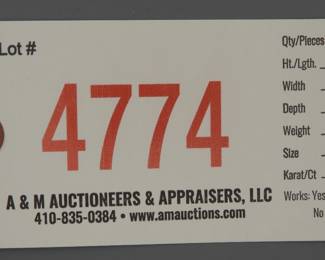 Lot #
4774
A & M AUCTIONEERS & APPRAISERS, LLC
410-835-0384 • www.amauctions.com
Qty/Pieces
Ht./Lgth.
Width
Depth
Weight
Size
Karat/Ct
Works: Yes
No